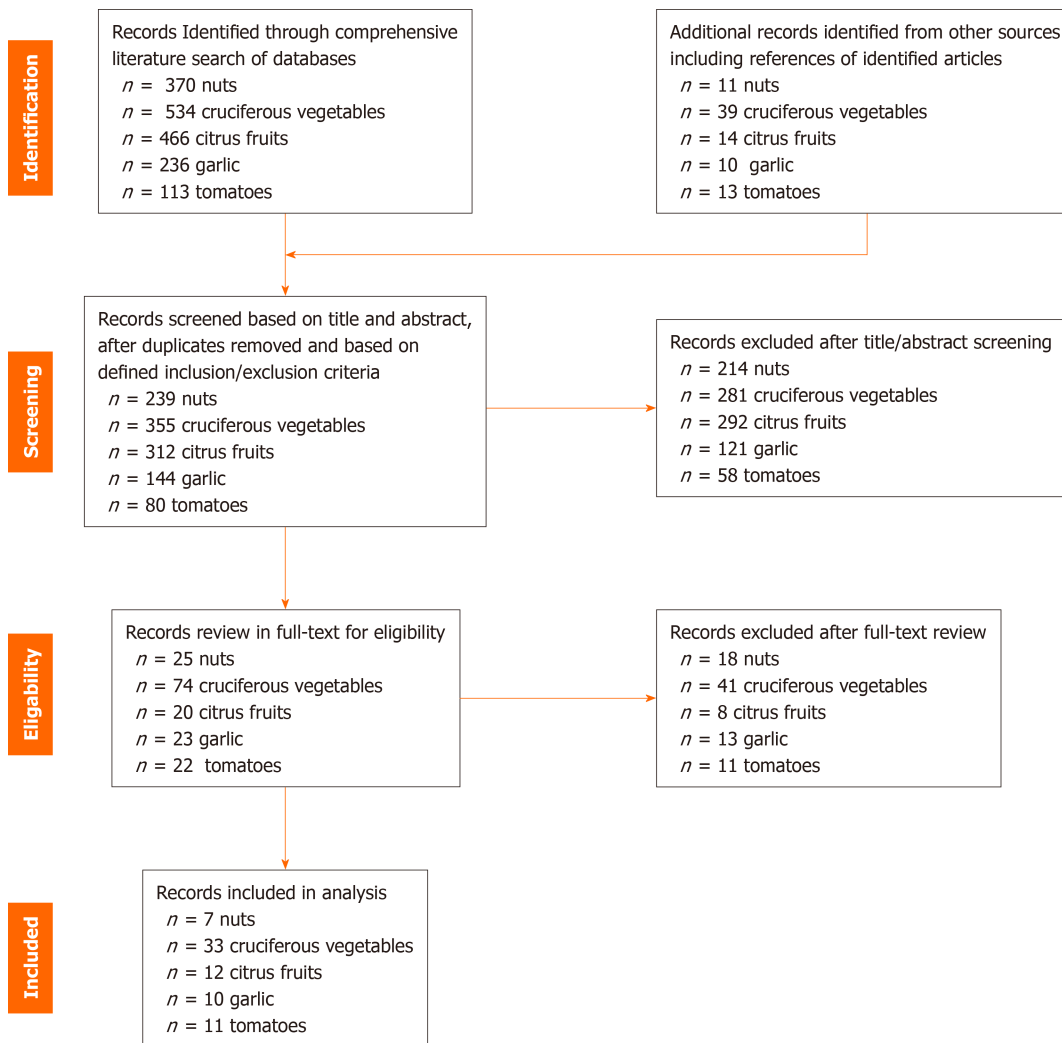 Identification
Records Identified through comprehensive
literature search of databases
n = 370 nuts
n = 534 cruciferous vegetables
n = 466 citrus fruits
n = 236 garlic
n = 113 tomatoes
Additional records identified from other sources
including references of identified articles
n = 11 nuts
n = 39 cruciferous vegetables
n = 14 citrus fruits
n = 10 garlic
n = 13 tomatoes
Screening
Records screened based on title and abstract,
after duplicates removed and based on
defined inclusion/exclusion criteria
n = 239 nuts
n = 355 cruciferous vegetables
n = 312 citrus fruits
n = 144 garlic
n = 80 tomatoes
Records excluded after title/abstract screening
n = 214 nuts
n = 281 cruciferous vegetables
n = 292 citrus fruits
n = 121 garlic
n = 58 tomatoes
Eligability
Records review in full-text for eligibility
n = 25 nuts
n = 74 cruciferous vegetables
n = 20 citrus fruits
n = 23 garlic
n = 22 tomatoes
Records excluded after full-text review
n = 18 nuts
n = 41 cruciferous vegetables
n = 8 citrus fruits
n = 13 garlic
n = 11 tomatoes
Included
Records included in analysis
n = 7 nuts
n = 33 cruciferous vegetables
n = 12 citrus fruits
n = 10 garlic
n = 11 tomatoes